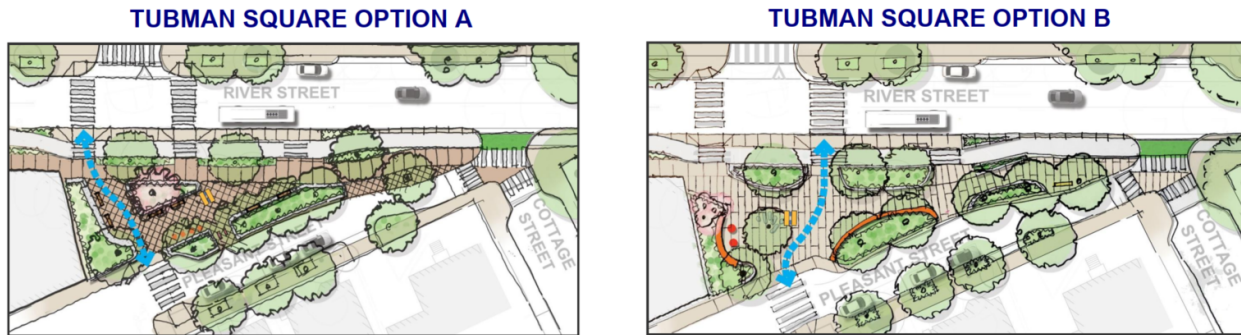 TUBMAN SQUARE OPTION A
RIVER STREET
PLEASANT STREET
COTTAGE
STREET
TUBMAN SQUARE OPTION B
RIVER STREET
PLEASANT STREET
COTTAGE
STREET